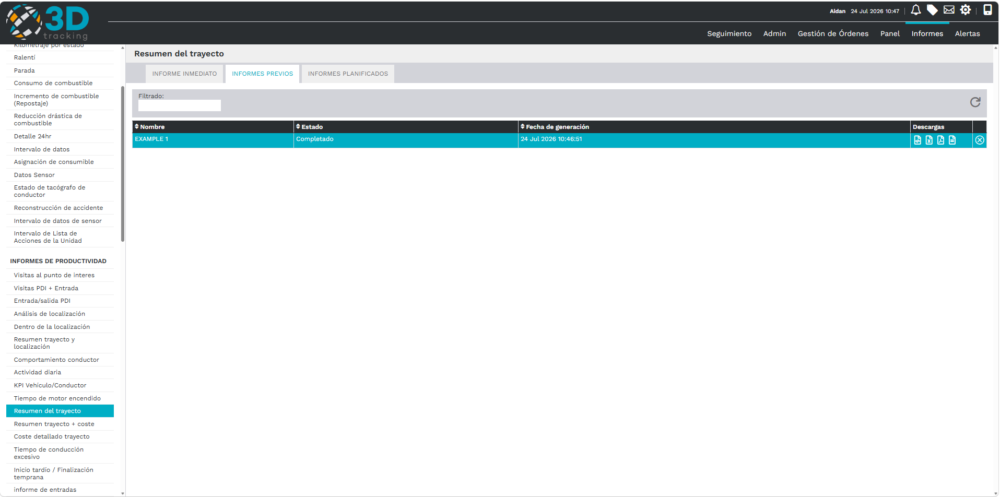 3D
tracking
Aidan 24 Jul 2026 10:47
Seguimiento Admin Gestión de Órdenes Panel Informes Alertas
Kilometraje por estado
Ralentí
Parada
Consumo de combustible
Incremento de combustible
(Repostaje)
Reducción drástica de
combustible
Detalle 24hr
Intervalo de datos
Asignación de consumible
Datos Sensor
Estado de tacógrafo de
conductor
Reconstrucción de accidente
Intervalo de datos de sensor
Intervalo de Lista de
Acciones de la Unidad
INFORMES DE PRODUCTIVIDAD
Visitas al punto de interes
Visitas PDI + Entrada
Entrada/salida PDI
Análisis de localización
Dentro de la localización
Resumen trayecto y
localización
Comportamiento conductor
Actividad diaria
KPI Vehículo/Conductor
Tiempo de motor encendido
Resumen del trayecto
Resumen trayecto + coste
Coste detallado trayecto
Tiempo de conducción
excesivo
Inicio tardío / Finalización
temprana
informe de entradas
Resumen del trayecto
INFORME INMEDIATO INFORMES PREVIOS INFORMES PLANIFICADOS
Filtrado:
Nombre Estado Fecha de generación Descargas
EXAMPLE 1 Completado 24 Jul 2026 10:46:51